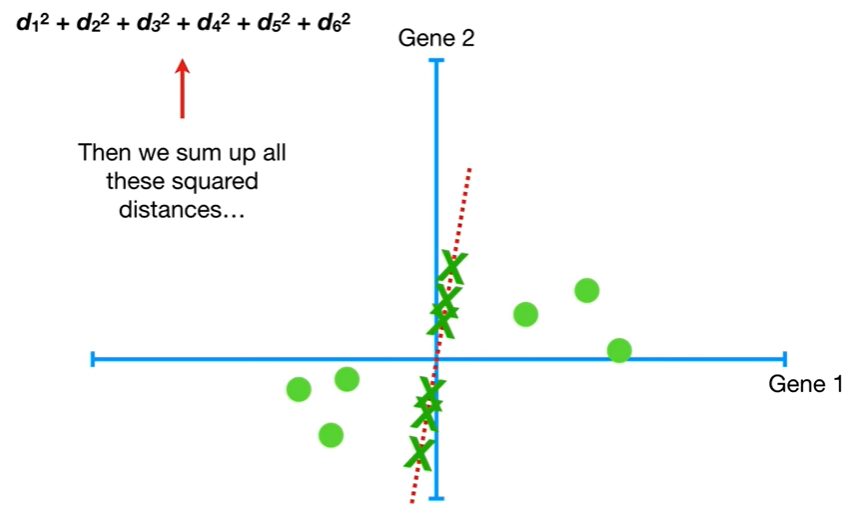 d₁² + d₂² + d₃² + d₄² + d₅² + d₆²
Gene 2
Then we sum up all
these squared
distances…
Gene 1